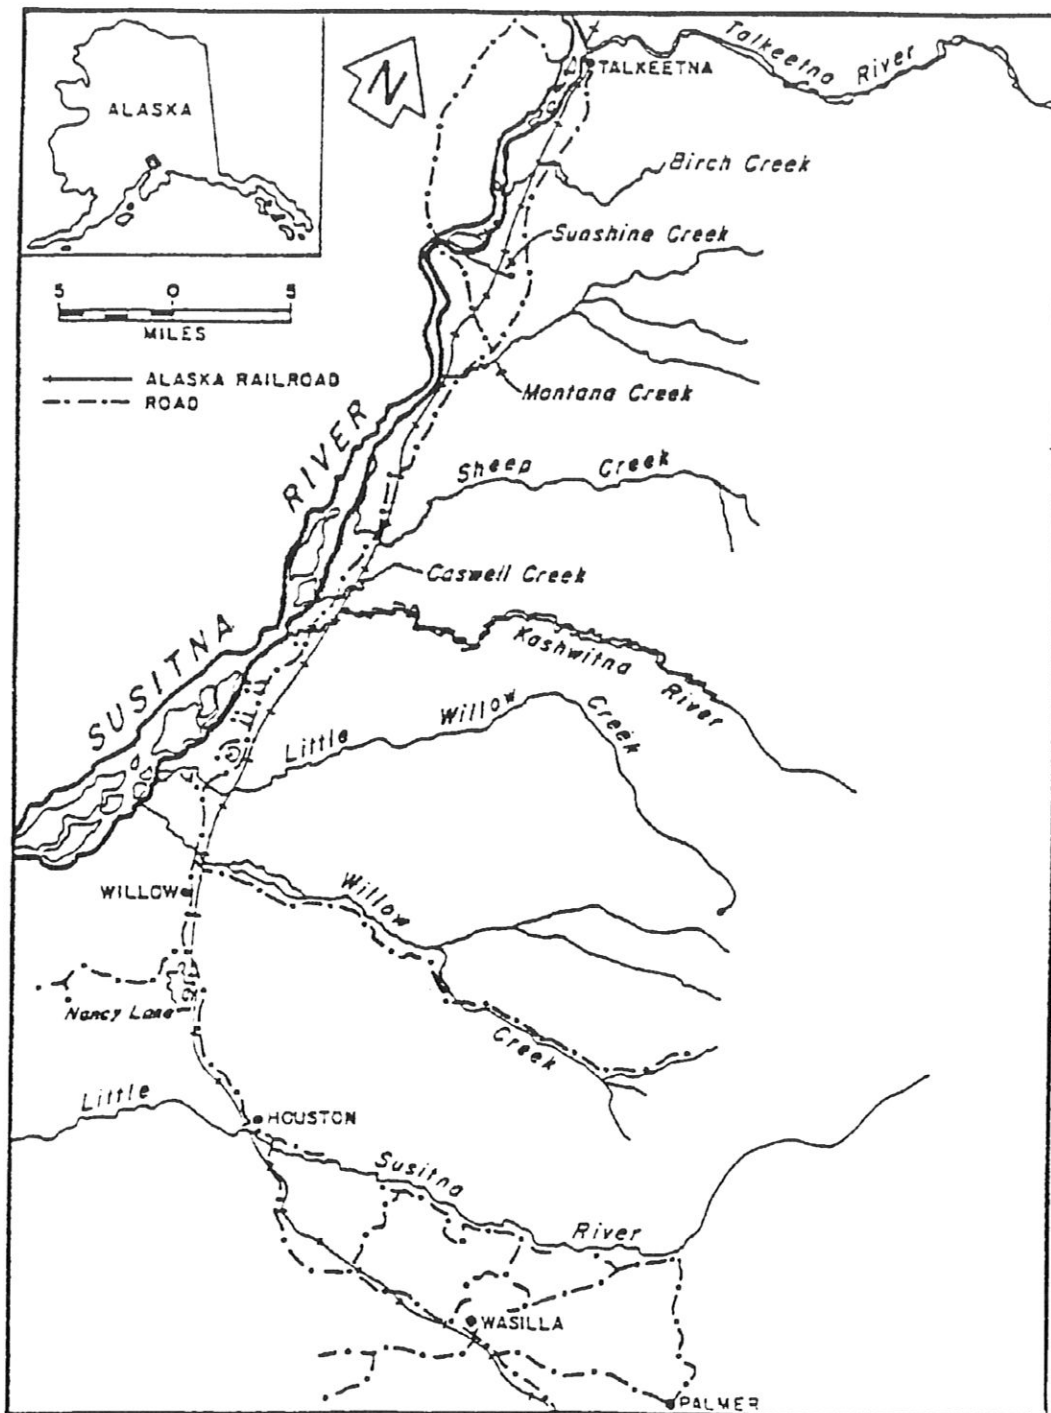 ALASKA
N
TALKEETNA
Talkeetna River
Birch Creek
Sunshine Creek
5 0 5
MILES
ALASKA RAILROAD
ROAD
Montana Creek
SUSITNA RIVER
Sheep Creek
Caswell Creek
Kashwitna River
Little Willow Creek
WILLOW
Willow Creek
Nancy Lake
HOUSTON
Little Susitna River
WASILLA
PALMER